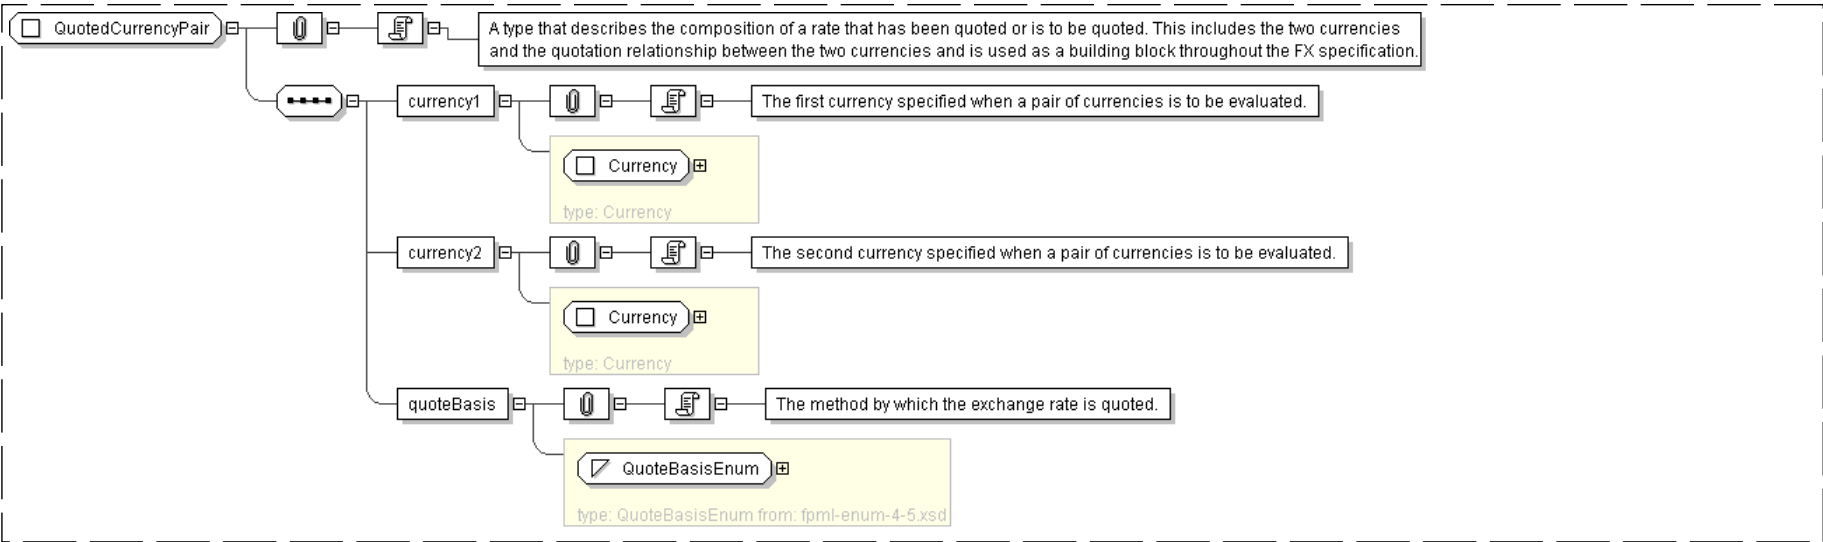 QuotedCurrencyPair
A type that describes the composition of a rate that has been quoted or is to be quoted. This includes the two currencies
and the quotation relationship between the two currencies and is used as a building block throughout the FX specification.
currency1
The first currency specified when a pair of currencies is to be evaluated.
Currency
type: Currency
currency2
The second currency specified when a pair of currencies is to be evaluated.
Currency
type: Currency
quoteBasis
The method by which the exchange rate is quoted.
QuoteBasisEnum
type: QuoteBasisEnum from: fpml-enum-4-5.xsd